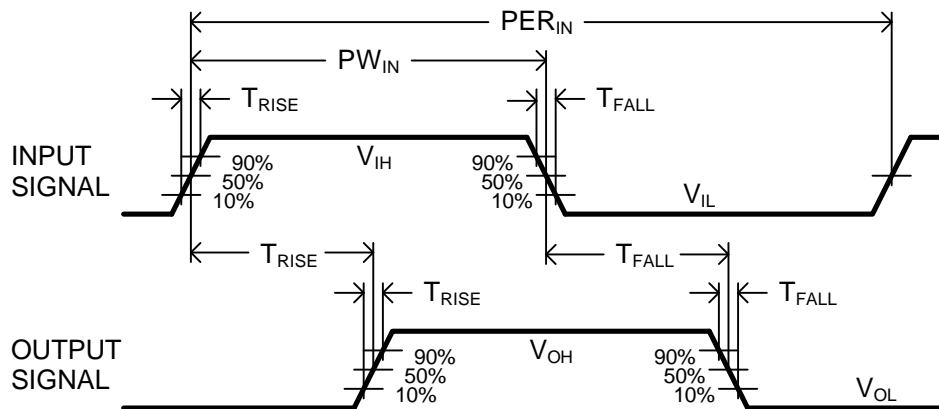 PER_IN
PW_IN
T_RISE T_FALL
INPUT
SIGNAL
90%
50%
10%
V_IH
90%
50%
10%
V_IL
T_RISE T_FALL
T_RISE T_FALL
OUTPUT
SIGNAL
90%
50%
10%
V_OH
90%
50%
10%
V_OL